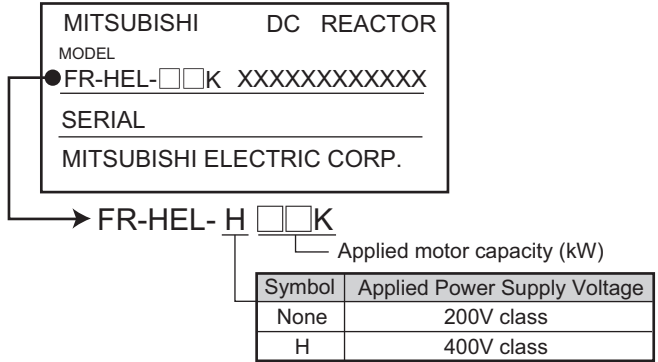 MITSUBISHI DC REACTOR
MODEL
FR-HEL-□□K XXXXXXXXXXXX
SERIAL
MITSUBISHI ELECTRIC CORP.
FR-HEL- H □□K
Applied motor capacity (kW)
Symbol Applied Power Supply Voltage
None 200V class
H 400V class